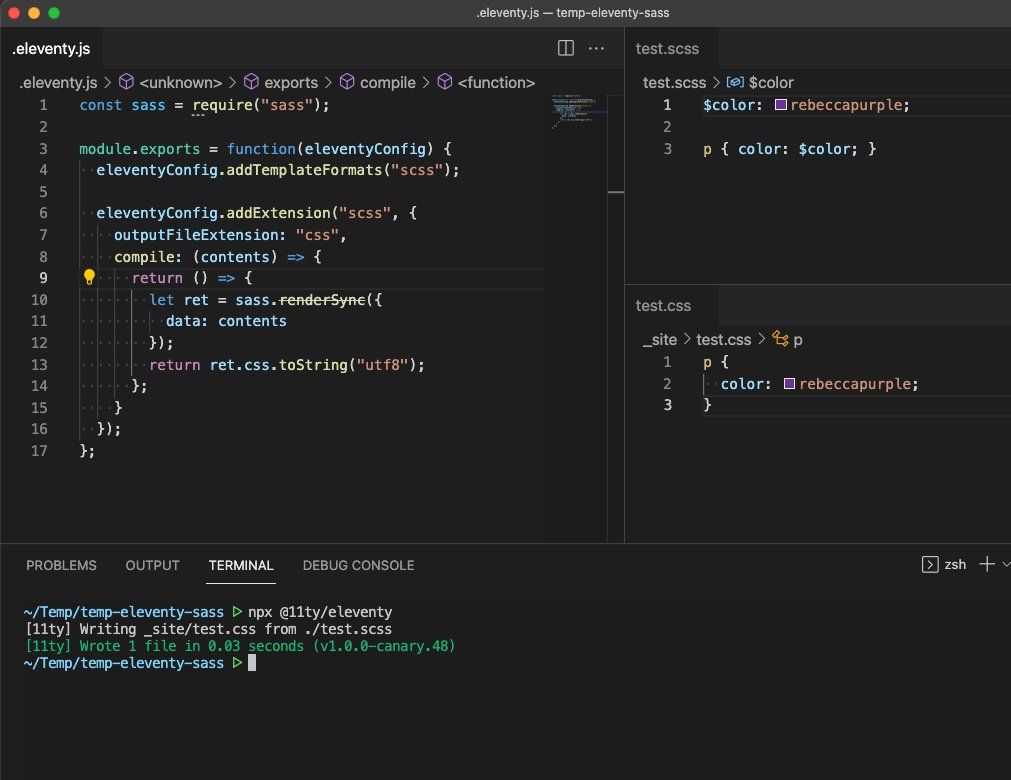 .eleventy.js — temp-eleventy-sass
.eleventy.js
.eleventy.js > <unknown> > exports > compile > <function>
1 const sass = require("sass");
2
3 module.exports = function(eleventyConfig) {
4 eleventyConfig.addTemplateFormats("scss");
5
6 eleventyConfig.addExtension("scss", {
7 outputFileExtension: "css",
8 compile: (contents) => {
9 return () => {
10 let ret = sass.renderSync({
11 data: contents
12 });
13 return ret.css.toString("utf8");
14 };
15 }
16 });
17 };
test.scss
test.scss > $color
1 $color: rebeccapurple;
2
3 p { color: $color; }
test.css
_site > test.css > p
1 p {
2 color: rebeccapurple;
3 }
PROBLEMS OUTPUT TERMINAL DEBUG CONSOLE zsh
~/Temp/temp-eleventy-sass ▷ npx @11ty/eleventy
[11ty] Writing _site/test.css from ./test.scss
[11ty] Wrote 1 file in 0.03 seconds (v1.0.0-canary.48)
~/Temp/temp-eleventy-sass ▷